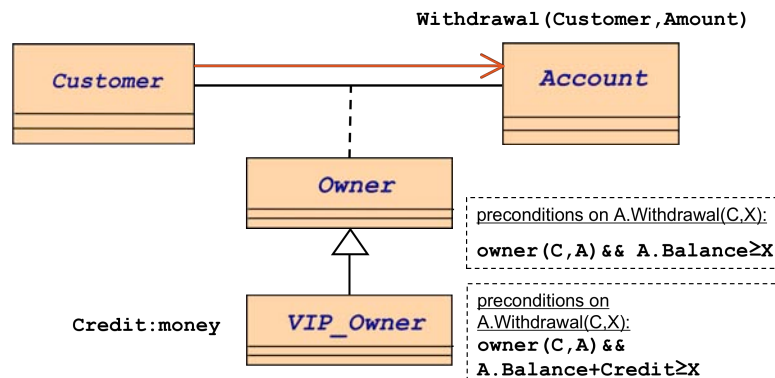 Withdrawal(Customer,Amount)
Customer
Account
Owner
preconditions on A.Withdrawal(C,X):
owner(C,A)&& A.Balance≥X
Credit:money
VIP_Owner
preconditions on
A.Withdrawal(C,X):
owner(C,A)&&
A.Balance+Credit≥X